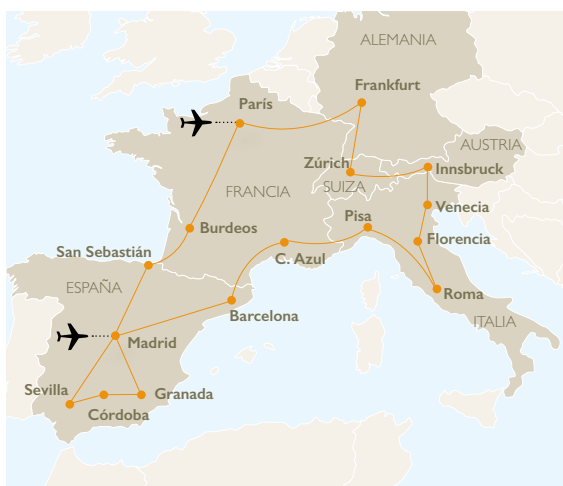 ALEMANIA
Frankfurt
París
AUSTRIA
Zúrich
Innsbruck
SUIZA
FRANCIA
Venecia
Pisa
Burdeos
Florencia
San Sebastián
C. Azul
ESPAÑA
Roma
Barcelona
ITALIA
Madrid
Sevilla
Granada
Córdoba